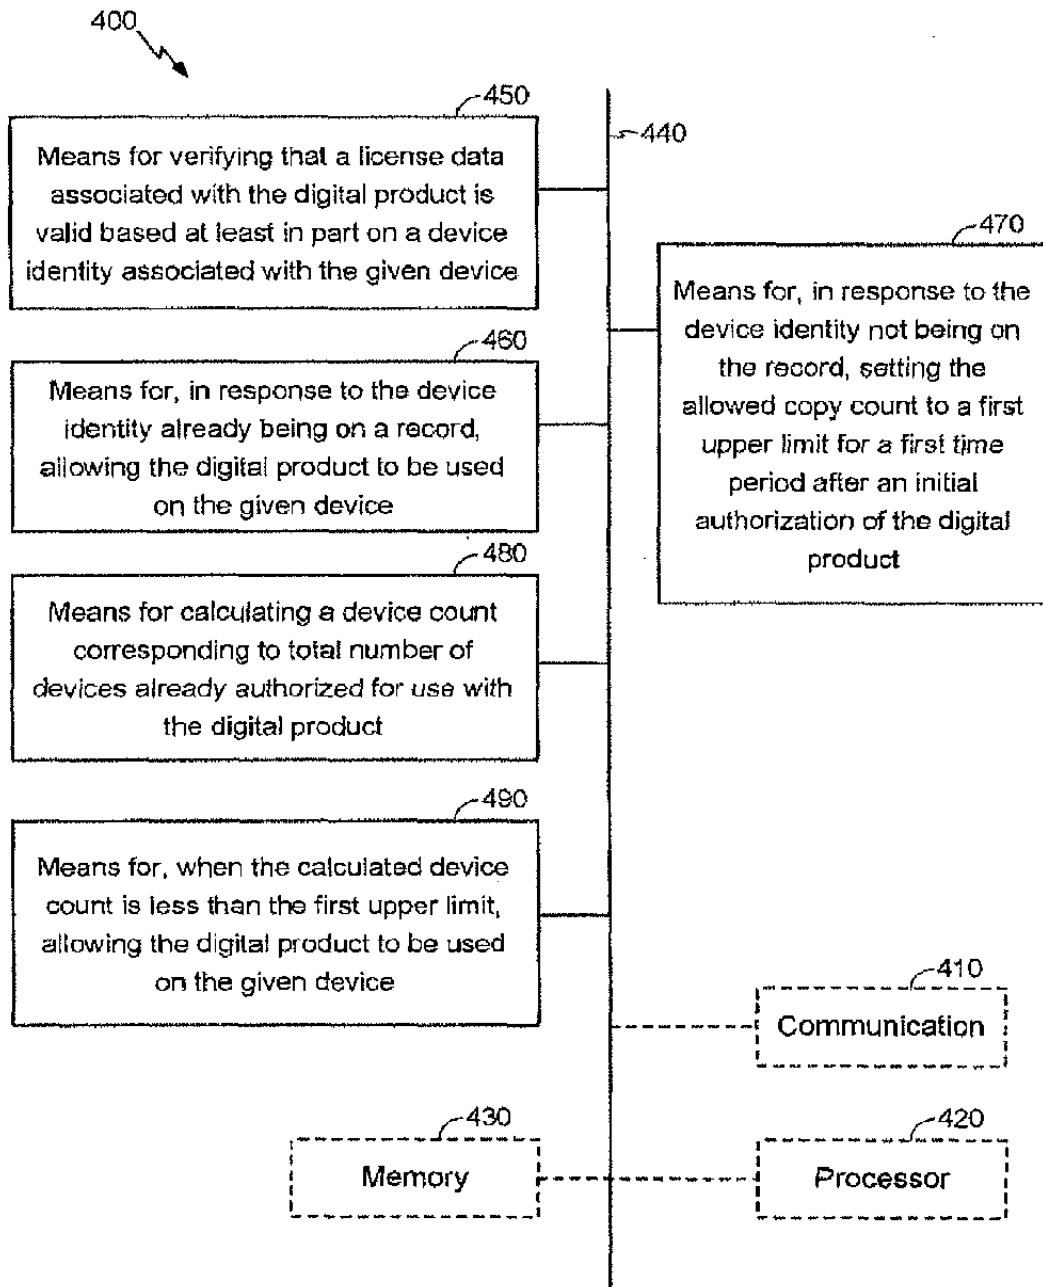 400
450
Means for verifying that a license data
associated with the digital product is
valid based at least in part on a device
identity associated with the given device
440
470
Means for, in response to the
device identity not being on
the record, setting the
allowed copy count to a first
upper limit for a first time
period after an initial
authorization of the digital
product
460
Means for, in response to the device
identity already being on a record,
allowing the digital product to be used
on the given device
480
Means for calculating a device count
corresponding to total number of
devices already authorized for use with
the digital product
490
Means for, when the calculated device
count is less than the first upper limit,
allowing the digital product to be used
on the given device
410
Communication
430
Memory
420
Processor